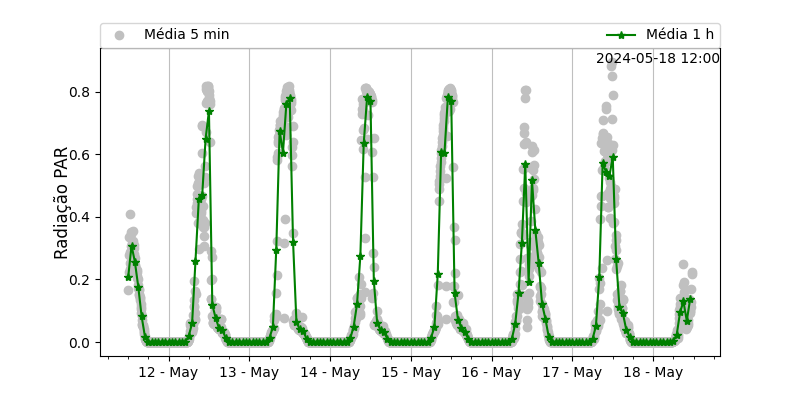 Média 5 min
Média 1 h
2024-05-18 12:00
Radiação PAR
0.8
0.6
0.4
0.2
0.0
12 - May
13 - May
14 - May
15 - May
16 - May
17 - May
18 - May